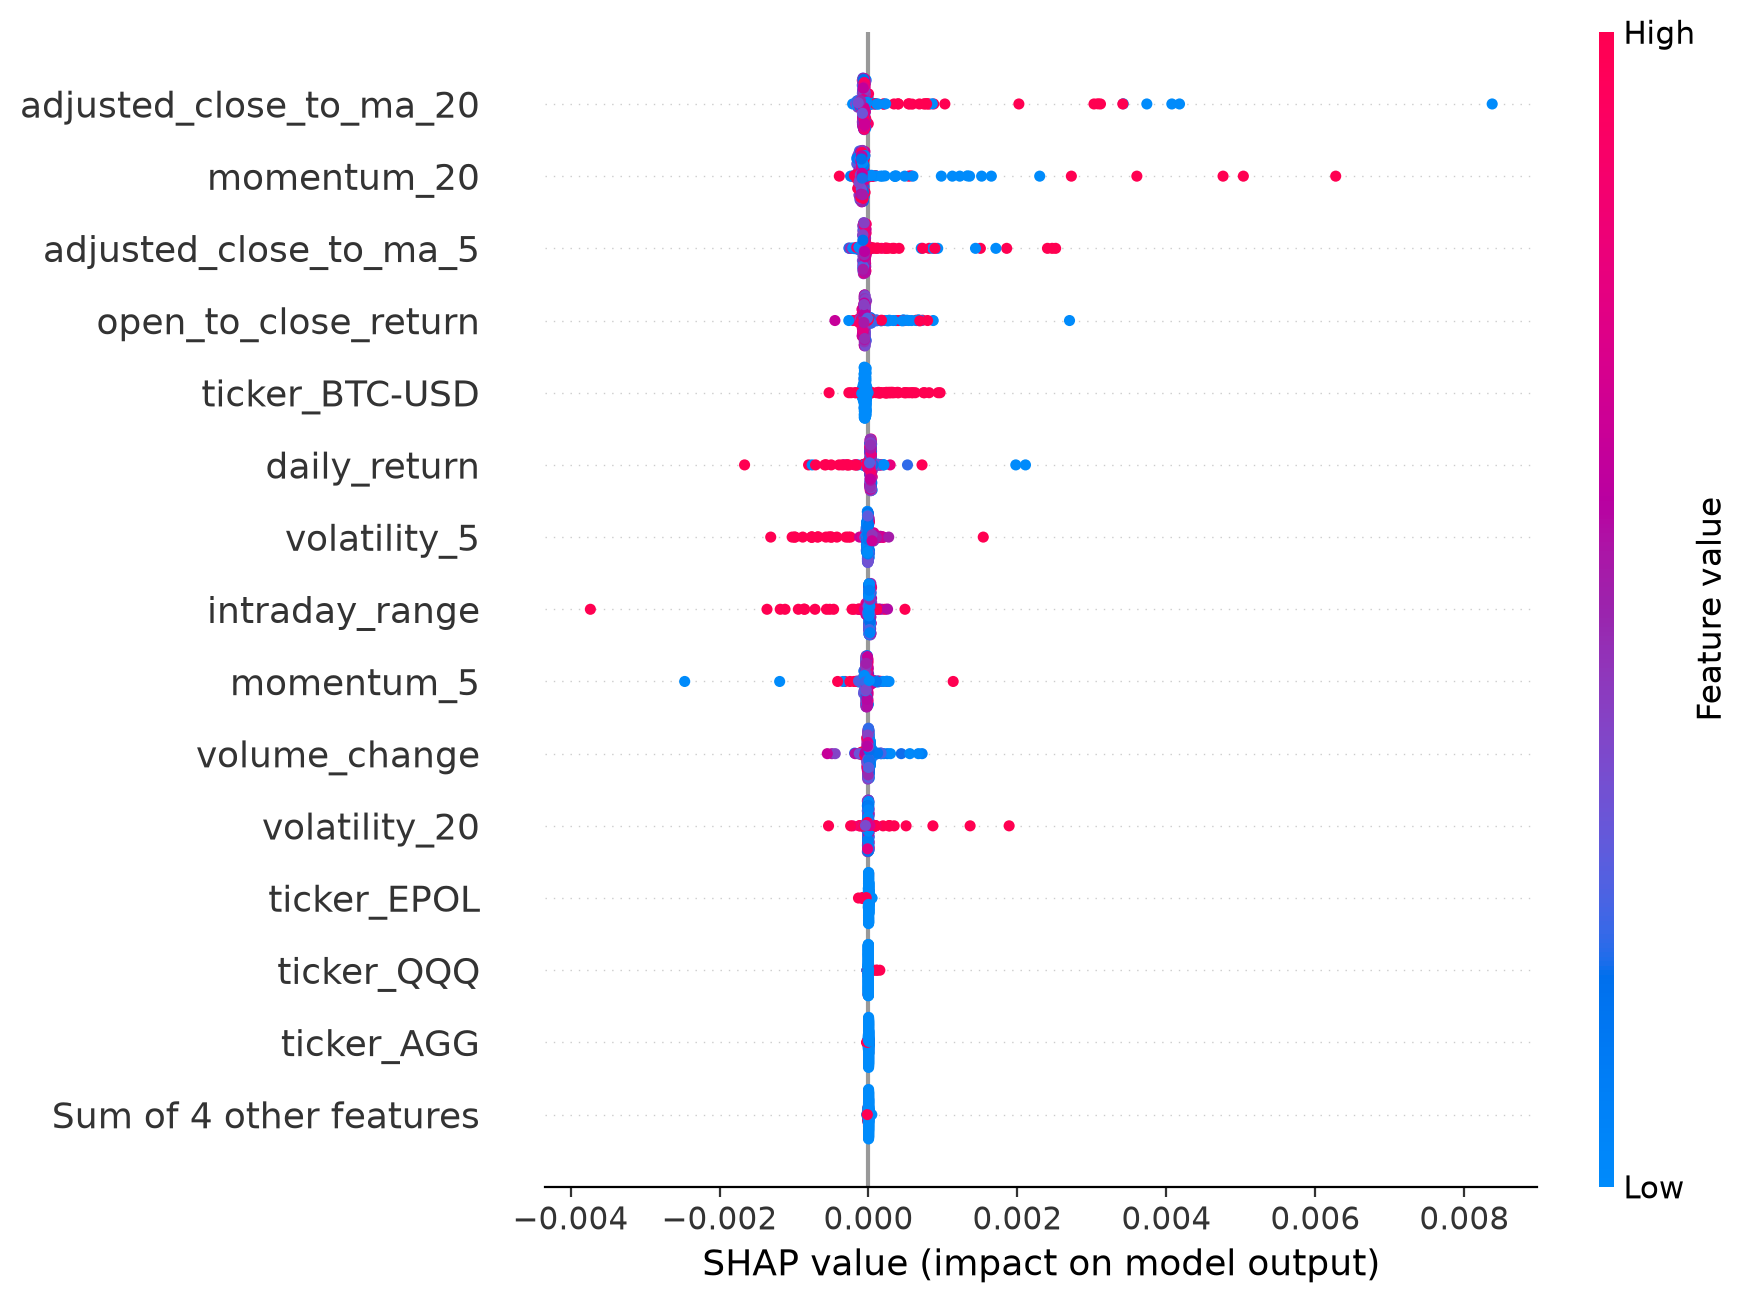 High
adjusted_close_to_ma_20
momentum_20
adjusted_close_to_ma_5
open_to_close_return
ticker_BTC-USD
daily_return
volatility_5
intraday_range
momentum_5
volume_change
volatility_20
ticker_EPOL
ticker_QQQ
ticker_AGG
Sum of 4 other features
Feature value
Low
−0.004 −0.002 0.000 0.002 0.004 0.006 0.008
SHAP value (impact on model output)